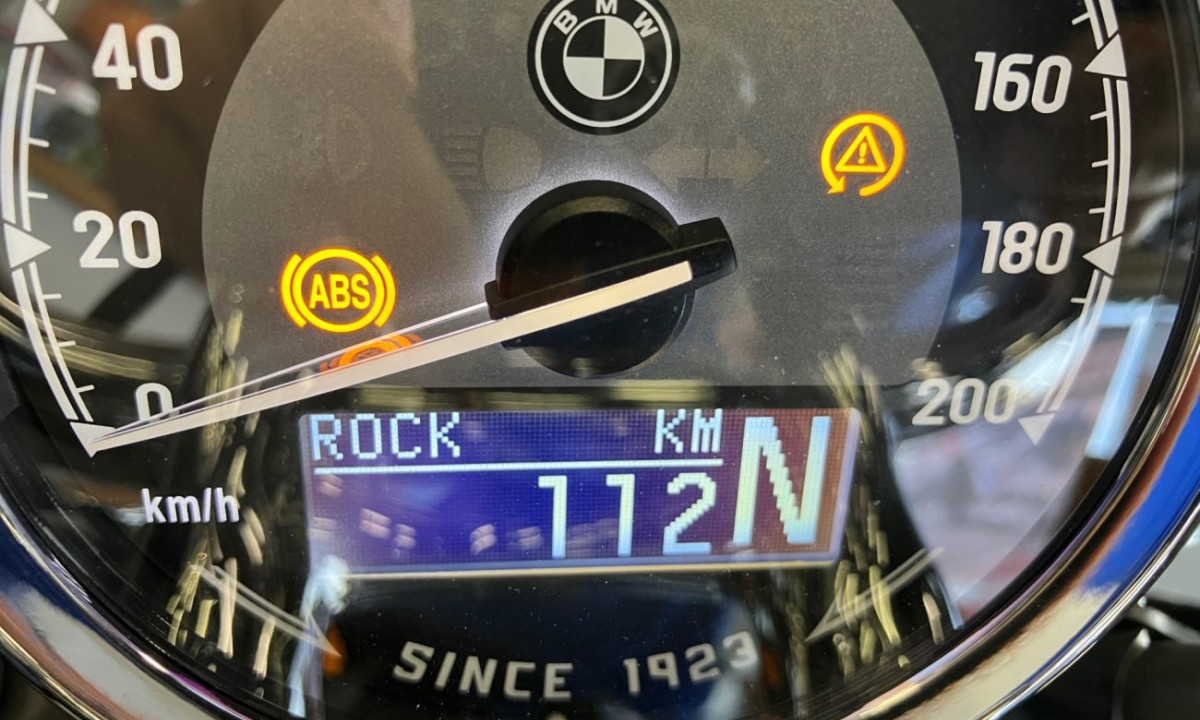 BMW
40
160
20
180
ABS
!
0
200
ROCK KM
112 N
km/h
SINCE 1923